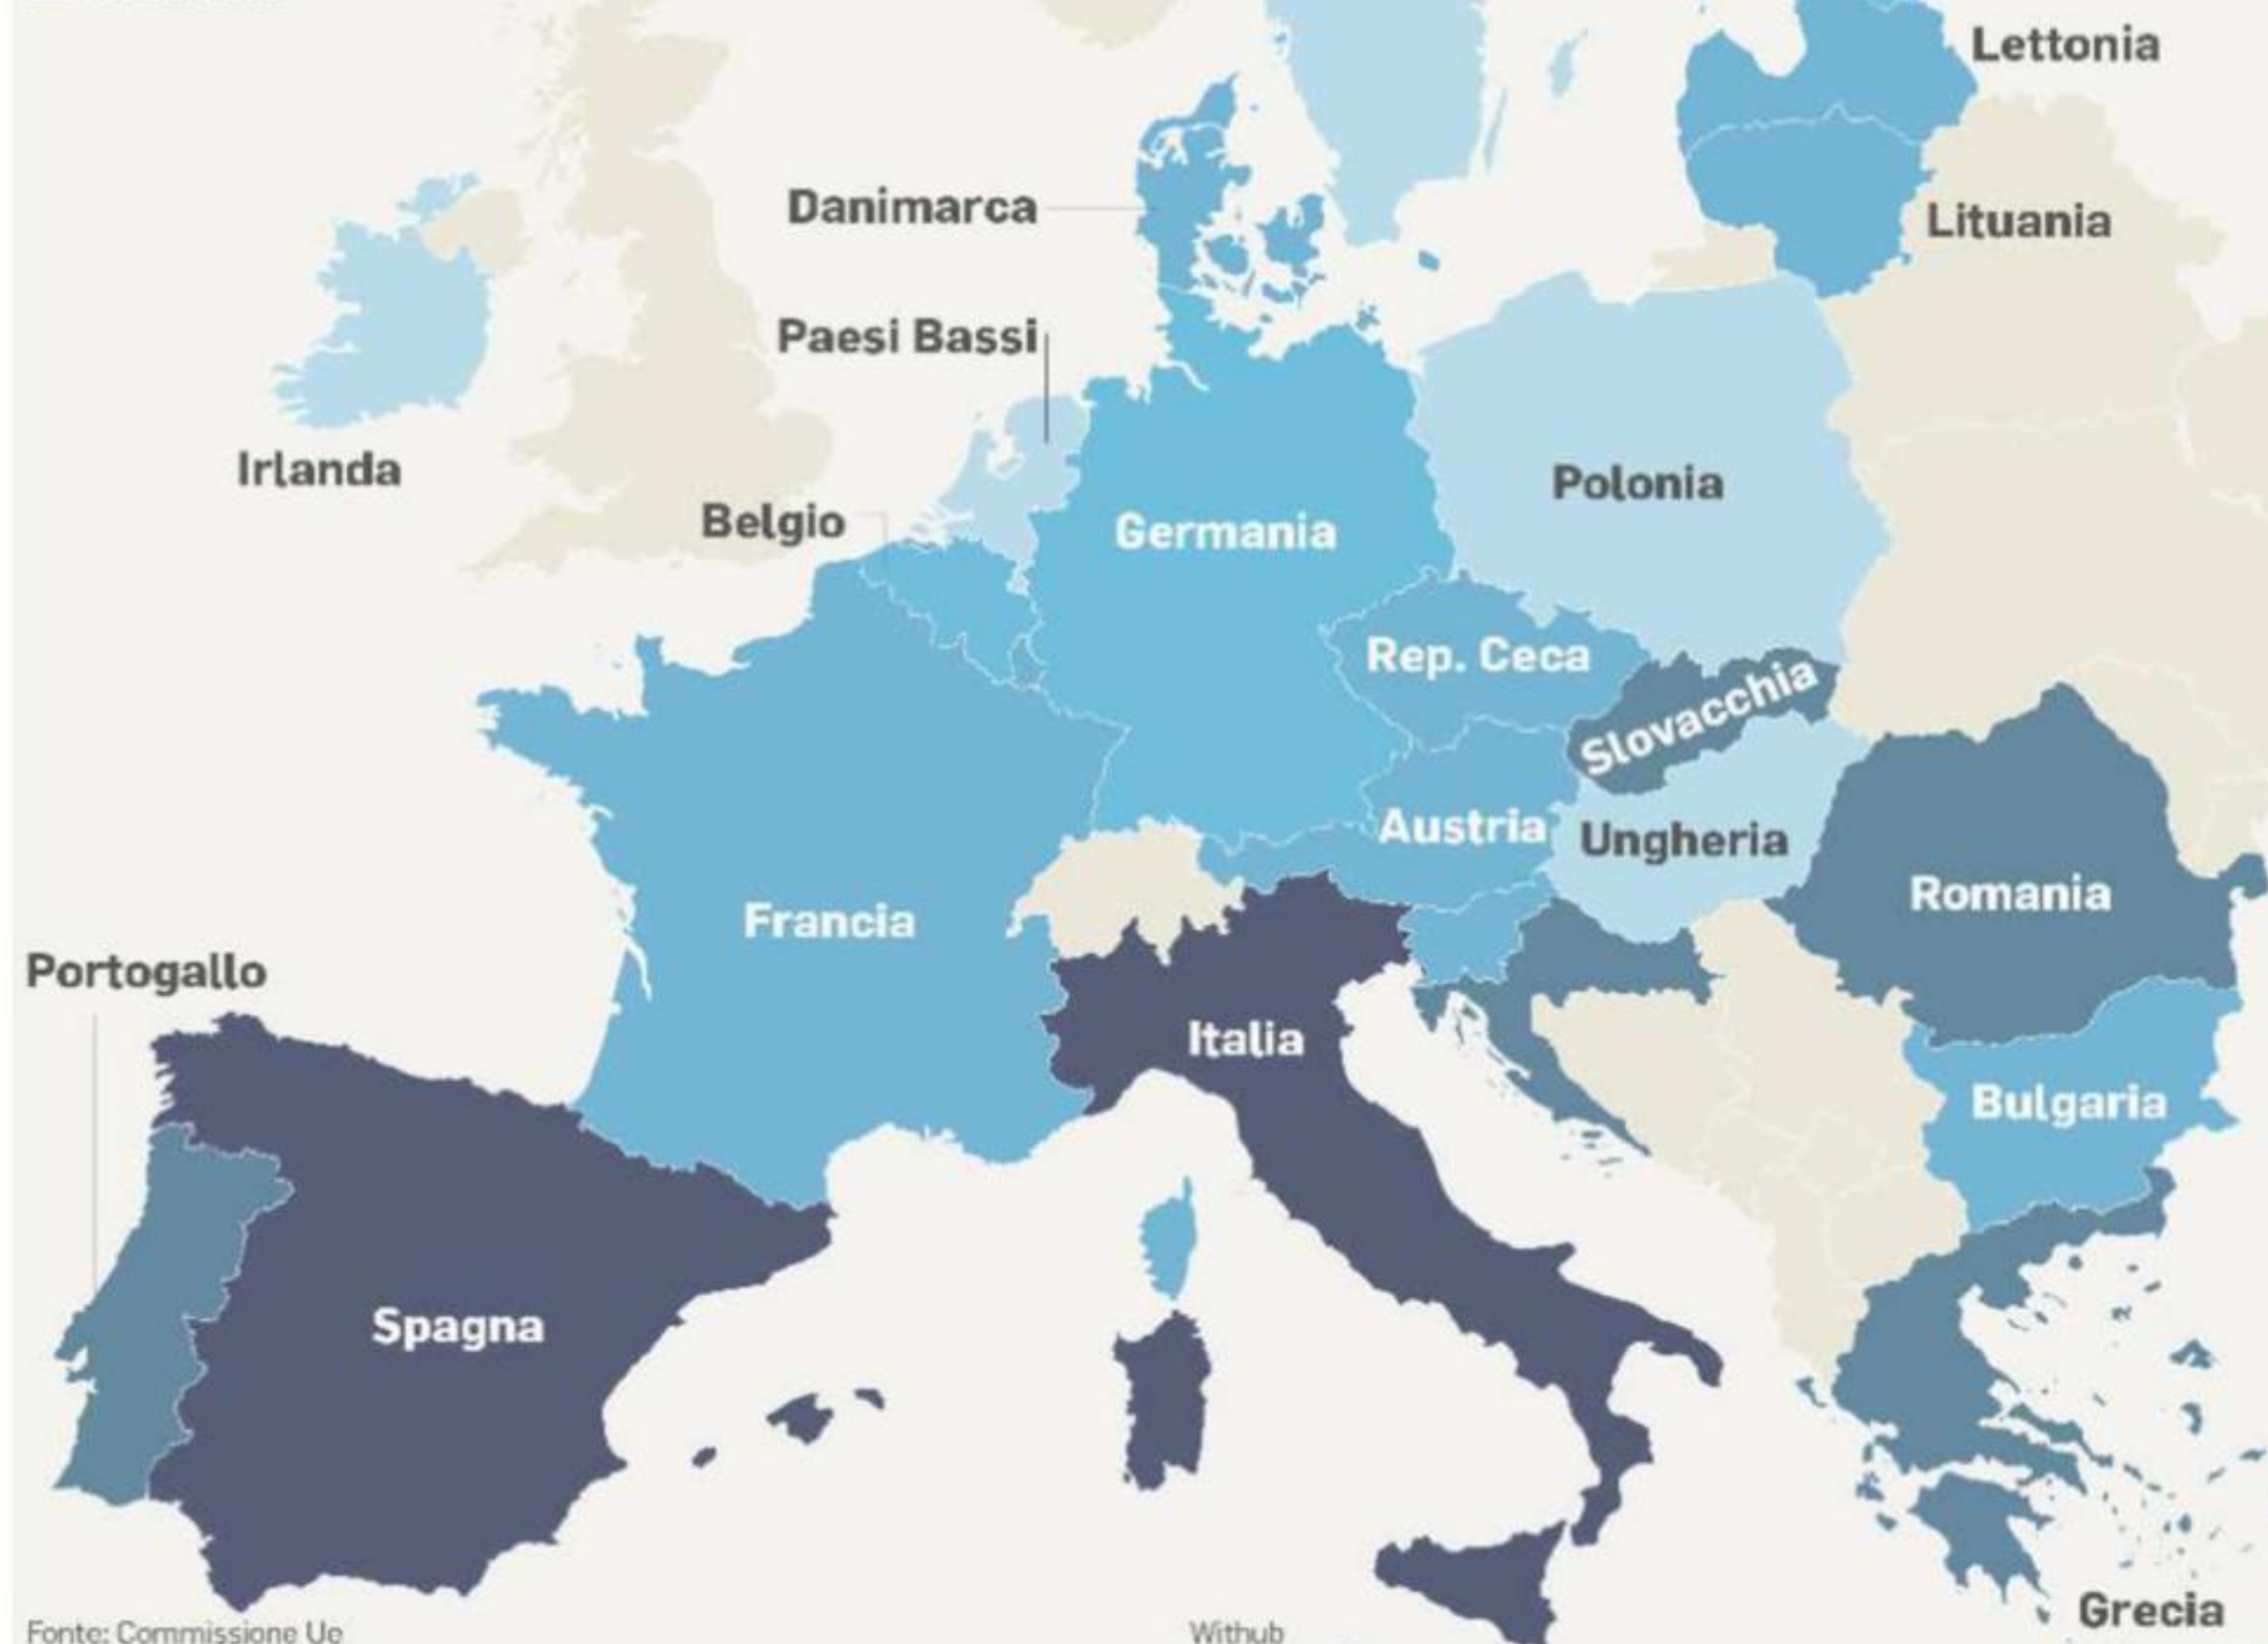 Lettonia
Danimarca
Lituania
Paesi Bassi
Irlanda
Polonia
Belgio
Germania
Rep. Ceca
Slovacchia
Austria
Ungheria
Romania
Francia
Portogallo
Italia
Bulgaria
Spagna
Grecia
Fonte: Commissione Ue
Withub